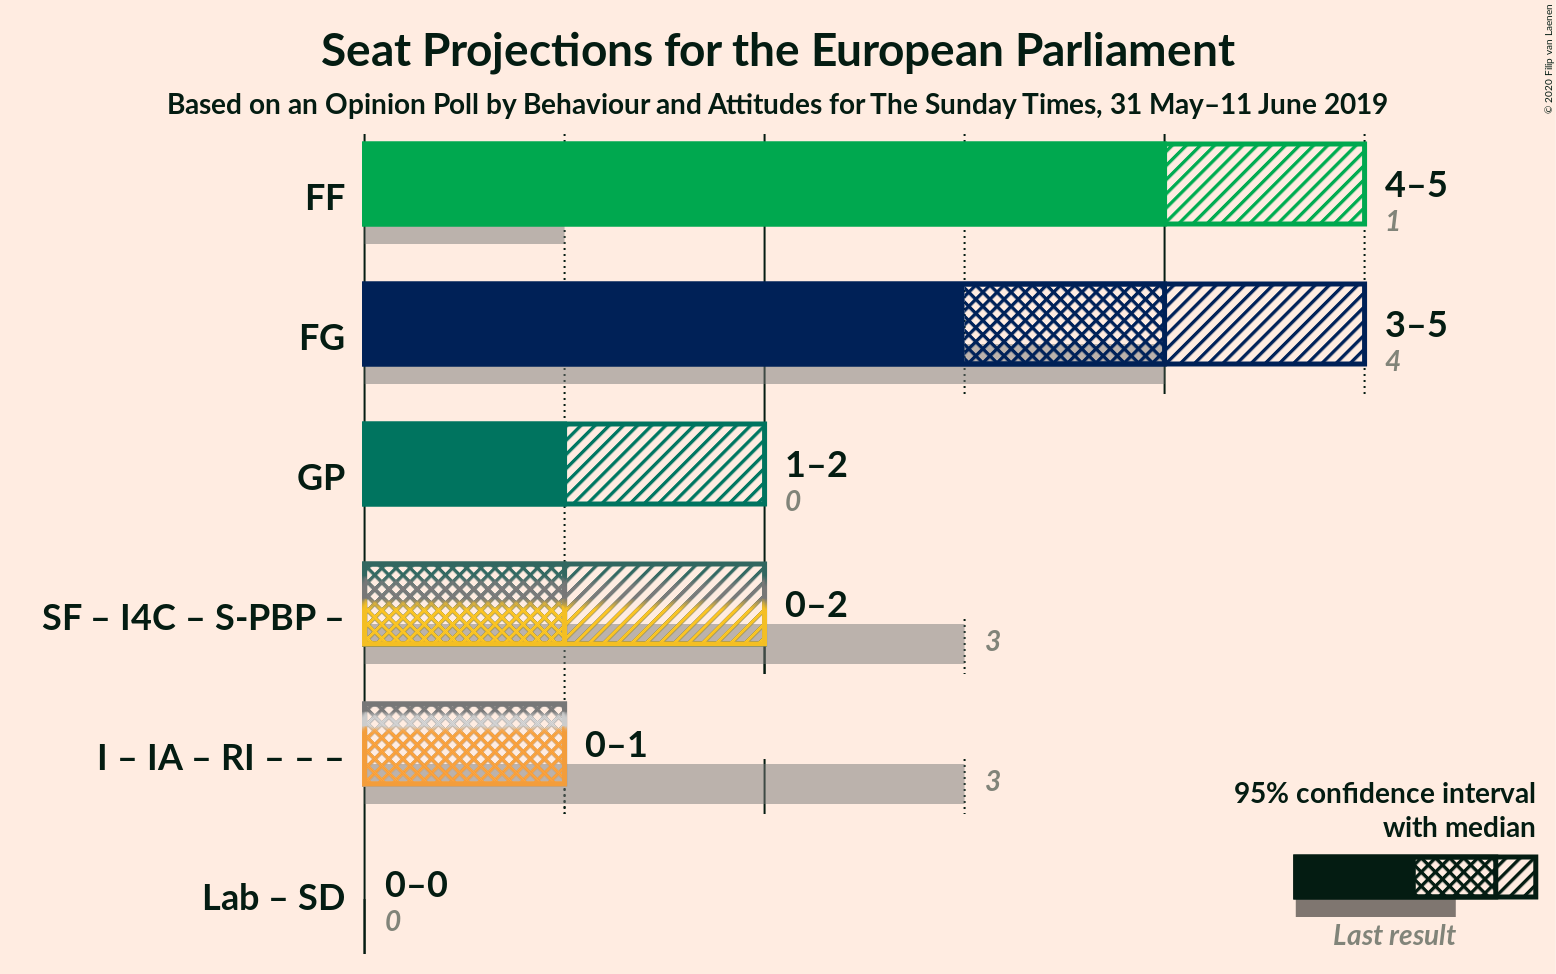 Seat Projections for the European Parliament
Based on an Opinion Poll by Behaviour and Attitudes for The Sunday Times, 31 May–11 June 2019
© 2020 Filip van Laenen
FF
4–5
1
FG
3–5
4
GP
1–2
0
SF – I4C – S-PBP –
0–2
3
I – IA – RI – – –
0–1
3
Lab – SD
0–0
0
95% confidence interval
with median
Last result